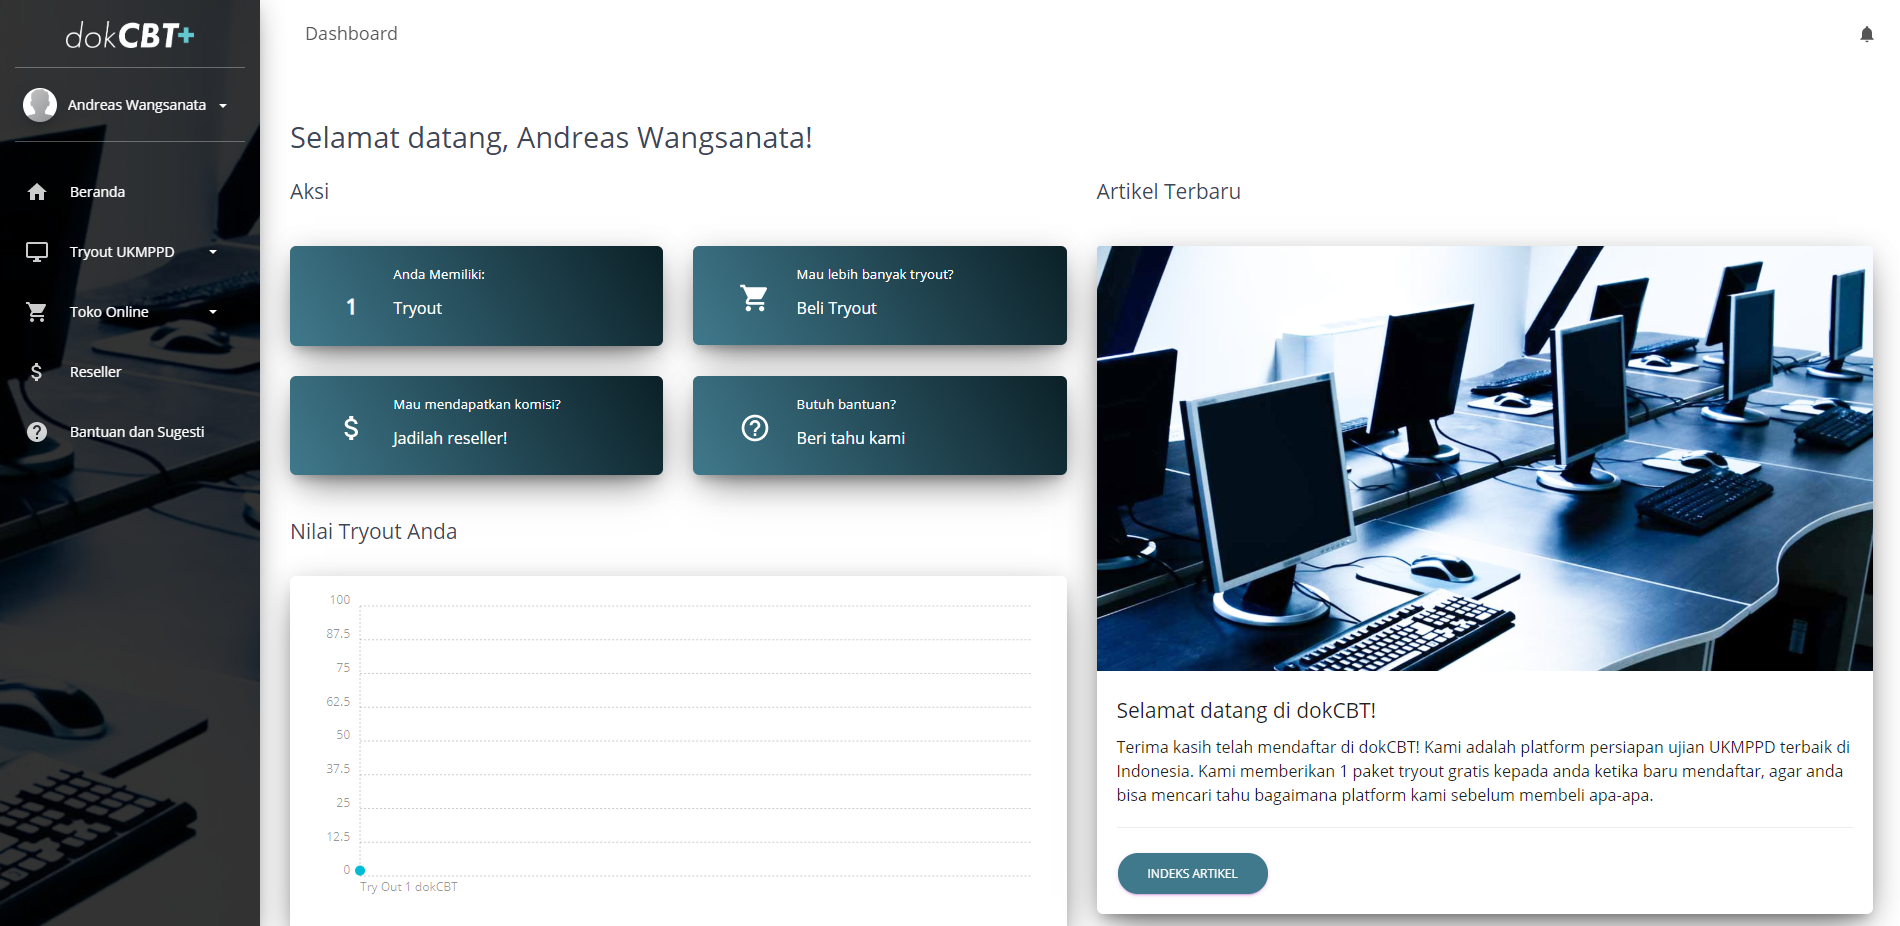 dokCBT+
Andreas Wangsanata
Beranda
Tryout UKMPPD
Toko Online
Reseller
Bantuan dan Sugesti
Dashboard
Selamat datang, Andreas Wangsanata!
Aksi
Anda Memiliki:
1
Tryout
Mau lebih banyak tryout?
Beli Tryout
Mau mendapatkan komisi?
Jadilah reseller!
Butuh bantuan?
Beri tahu kami
Nilai Tryout Anda
100
87.5
75
62.5
50
37.5
25
12.5
0
Try Out 1 dokCBT
Artikel Terbaru
Selamat datang di dokCBT!
Terima kasih telah mendaftar di dokCBT! Kami adalah platform persiapan ujian UKMPPD terbaik di
Indonesia. Kami memberikan 1 paket tryout gratis kepada anda ketika baru mendaftar, agar anda
bisa mencari tahu bagaimana platform kami sebelum membeli apa-apa.
INDEKS ARTIKEL